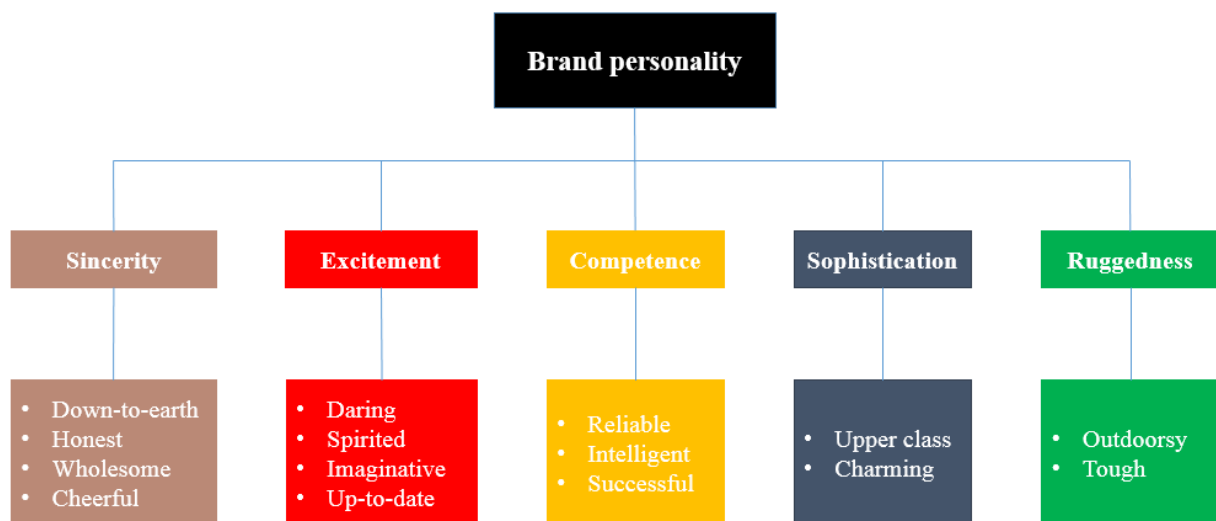 Brand personality
Sincerity
Excitement
Competence
Sophistication
Ruggedness
• Down-to-earth
• Honest
• Wholesome
• Cheerful
• Daring
• Spirited
• Imaginative
• Up-to-date
• Reliable
• Intelligent
• Successful
• Upper class
• Charming
• Outdoorsy
• Tough